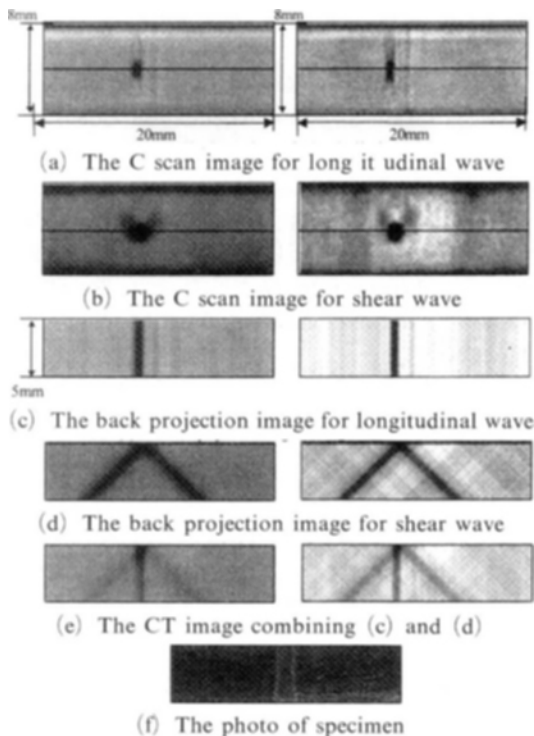 8mm 8mm
20mm 20mm
(a) The C scan image for long it udinal wave
(b) The C scan image for shear wave
5mm
(c) The back projection image for longitudinal wave
(d) The back projection image for shear wave
(e) The CT image combining (c) and (d)
(f) The photo of specimen